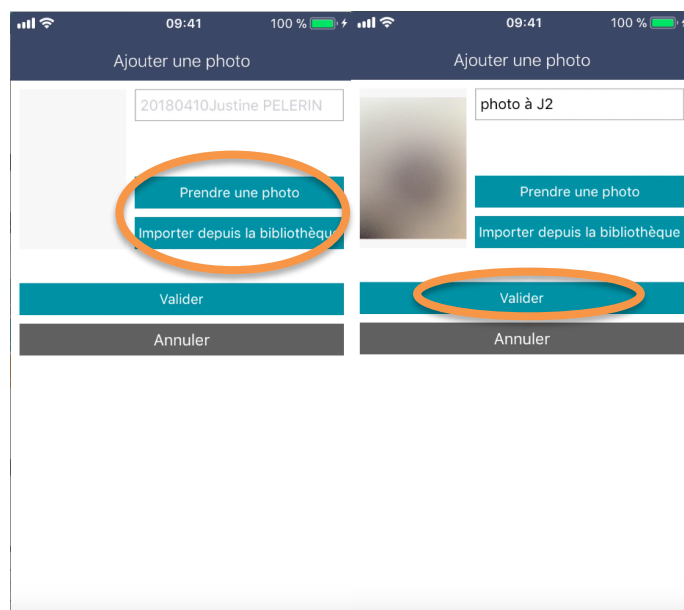 09:41
100 %
Ajouter une photo
20180410Justine PELERIN
Prendre une photo
Importer depuis la bibliothèque
Valider
Annuler
09:41
100 %
Ajouter une photo
photo à J2
Prendre une photo
Importer depuis la bibliothèque
Valider
Annuler